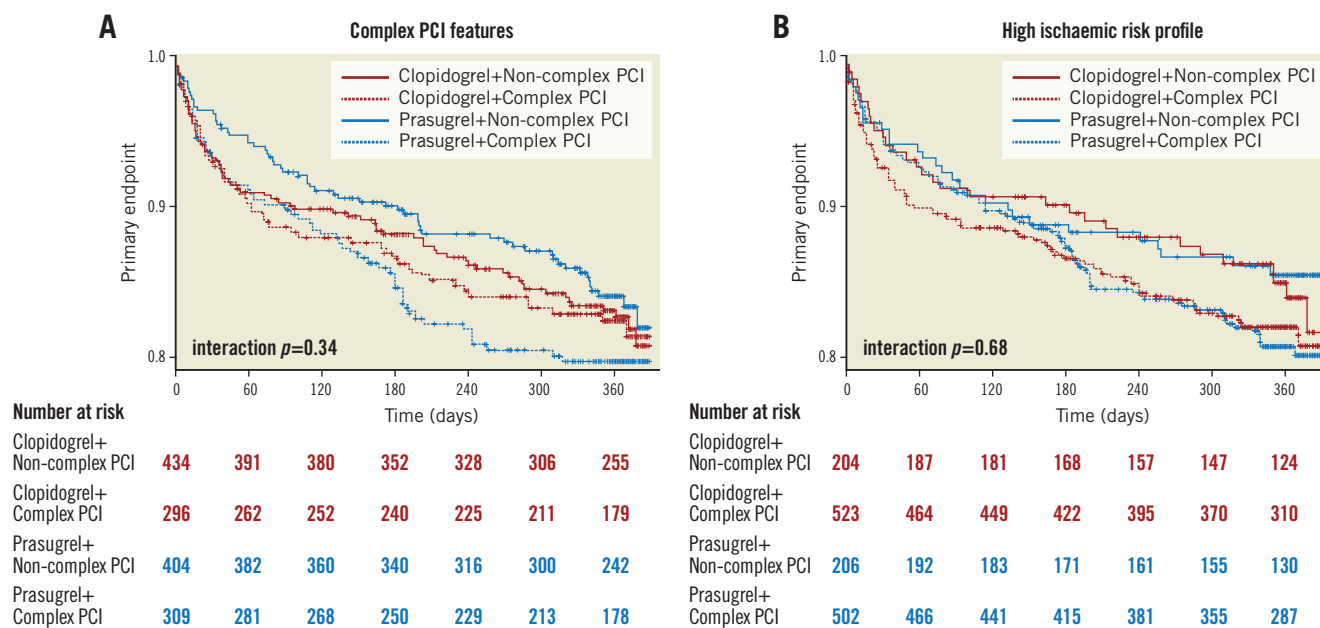 A
Complex PCI features
1.0
0.9
0.8
Primary endpoint
Clopidogrel+Non-complex PCI
Clopidogrel+Complex PCI
Prasugrel+Non-complex PCI
Prasugrel+Complex PCI
interaction p=0.34
0 60 120 180 240 300 360
Time (days)
Number at risk
Clopidogrel+
Non-complex PCI 434 391 380 352 328 306 255
Clopidogrel+
Complex PCI 296 262 252 240 225 211 179
Prasugrel+
Non-complex PCI 404 382 360 340 316 300 242
Prasugrel+
Complex PCI 309 281 268 250 229 213 178
B
High ischaemic risk profile
1.0
0.9
0.8
Primary endpoint
Clopidogrel+Non-complex PCI
Clopidogrel+Complex PCI
Prasugrel+Non-complex PCI
Prasugrel+Complex PCI
interaction p=0.68
0 60 120 180 240 300 360
Time (days)
Number at risk
Clopidogrel+
Non-complex PCI 204 187 181 168 157 147 124
Clopidogrel+
Complex PCI 523 464 449 422 395 370 310
Prasugrel+
Non-complex PCI 206 192 183 171 161 155 130
Prasugrel+
Complex PCI 502 466 441 415 381 355 287